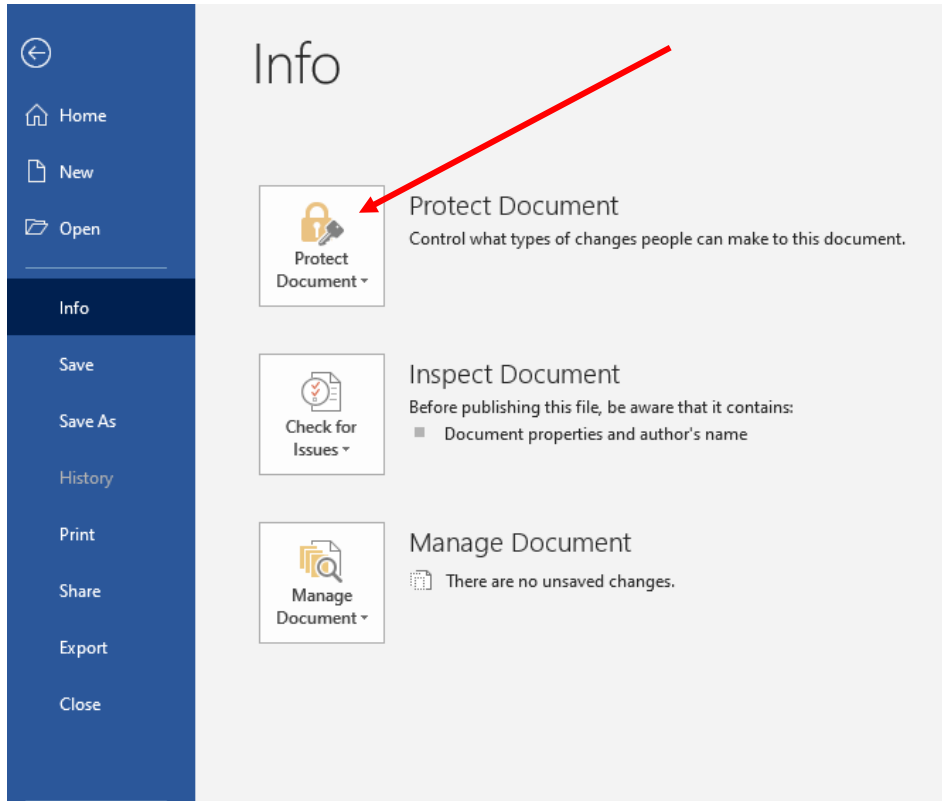 Info
Home
New
Open
Info
Save
Save As
History
Print
Share
Export
Close
Protect
Document
Protect Document
Control what types of changes people can make to this document.
Check for
Issues
Inspect Document
Before publishing this file, be aware that it contains:
Document properties and author's name
Manage
Document
Manage Document
There are no unsaved changes.